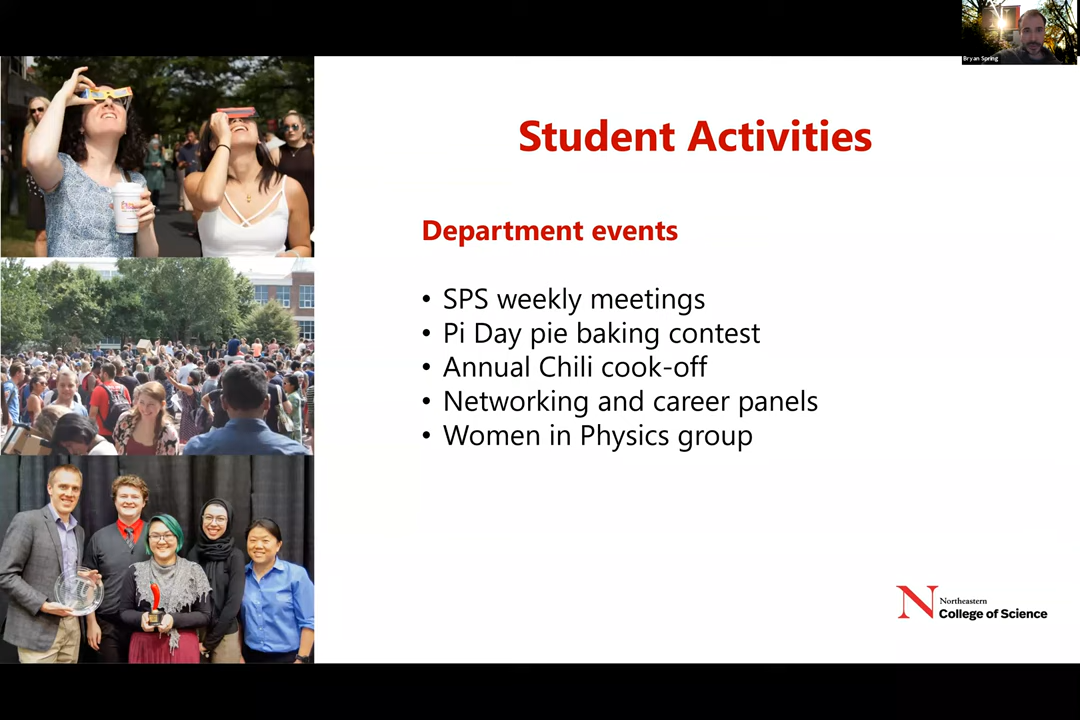 Bryan Spring
Student Activities
Department events
• SPS weekly meetings
• Pi Day pie baking contest
• Annual Chili cook-off
• Networking and career panels
• Women in Physics group
N
Northeastern
College of Science